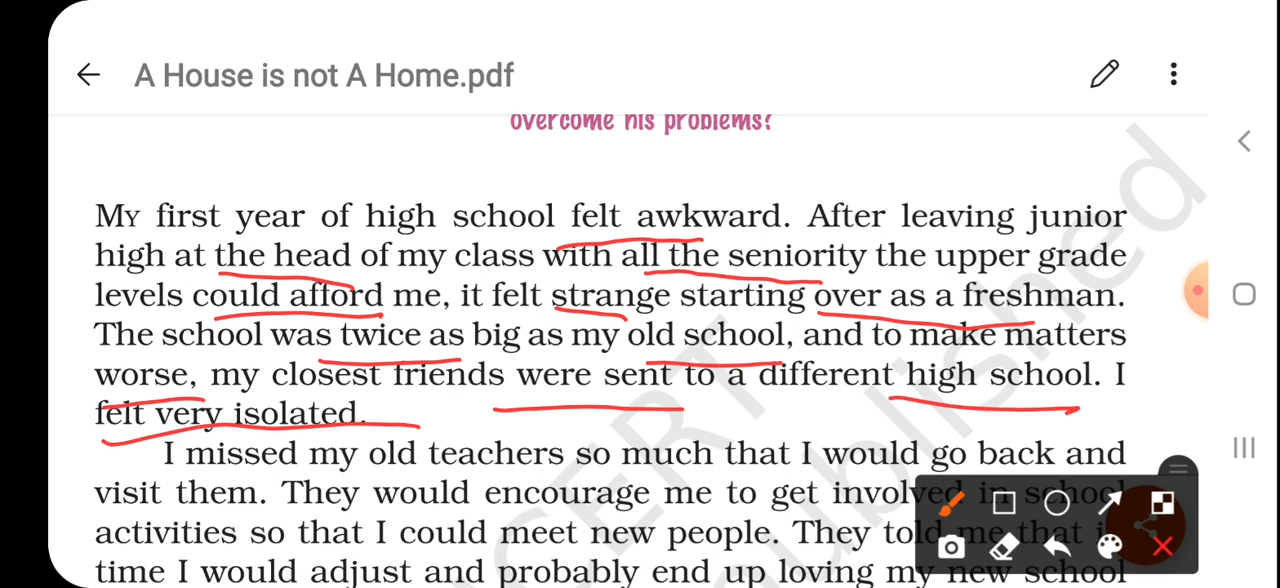 A House is not A Home.pdf
overcome his problems?
MY first year of high school felt awkward. After leaving junior
high at the head of my class with all the seniority the upper grade
levels could afford me, it felt strange starting over as a freshman.
The school was twice as big as my old school, and to make matters
worse, my closest friends were sent to a different high school. I
felt very isolated.
I missed my old teachers so much that I would go back and
visit them. They would encourage me to get involved in school
activities so that I could meet new people. They told me that
time I would adjust and probably end up loving my new school